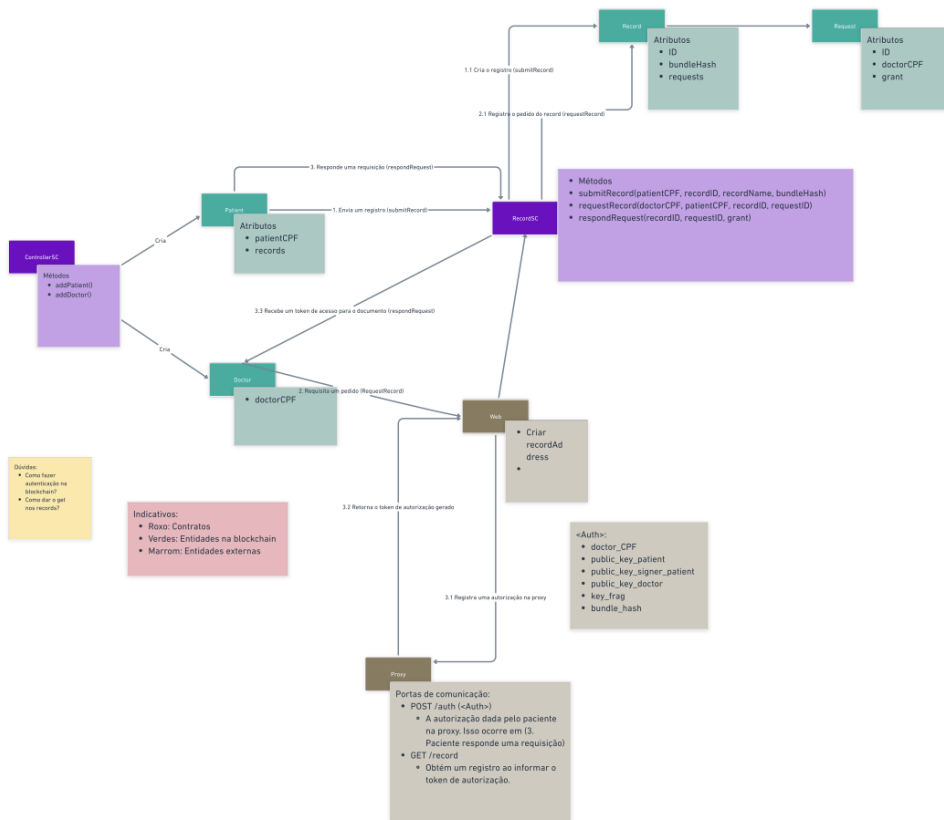 Record
Atributos
• ID
• bundleHash
• requests
Request
Atributos
• ID
• doctorCPF
• grant
1.1 Cria o registro (submitRecord)
2.1 Registra o pedido do record (requestRecord)
3. Responde uma requisição (respondRequest)
1. Envia um registro (submitRecord)
Patient
Atributos
• patientCPF
• records
RecordSC
• Métodos
• submitRecord(patientCPF, recordID, recordName, bundleHash)
• requestRecord(doctorCPF, patientCPF, recordID, requestID)
• respondRequest(recordID, requestID, grant)
Cria
ControllerSC
Métodos
• addPatient()
• addDoctor()
Cria
3.3 Recebe um token de acesso para o documento (respondRequest)
Doctor
• doctorCPF
2. Requisita um pedido (RequestRecord)
Web
• Criar
recordAd
dress
•
Dúvidas:
• Como fazer
autenticação na
blockchain?
• Como dar o get
nos records?
Indicativos:
• Roxo: Contratos
• Verdes: Entidades na blockchain
• Marrom: Entidades externas
3.2 Retorna o token de autorização gerado
<Auth>:
• doctor_CPF
• public_key_patient
• public_key_signer_patient
• public_key_doctor
• key_frag
• bundle_hash
3.1 Registra uma autorização na proxy
Proxy
Portas de comunicação:
• POST /auth (<Auth>)
• A autorização dada pelo paciente
na proxy. Isso ocorre em (3.
Paciente responde uma requisição)
• GET /record
• Obtém um registro ao informar o
token de autorização.